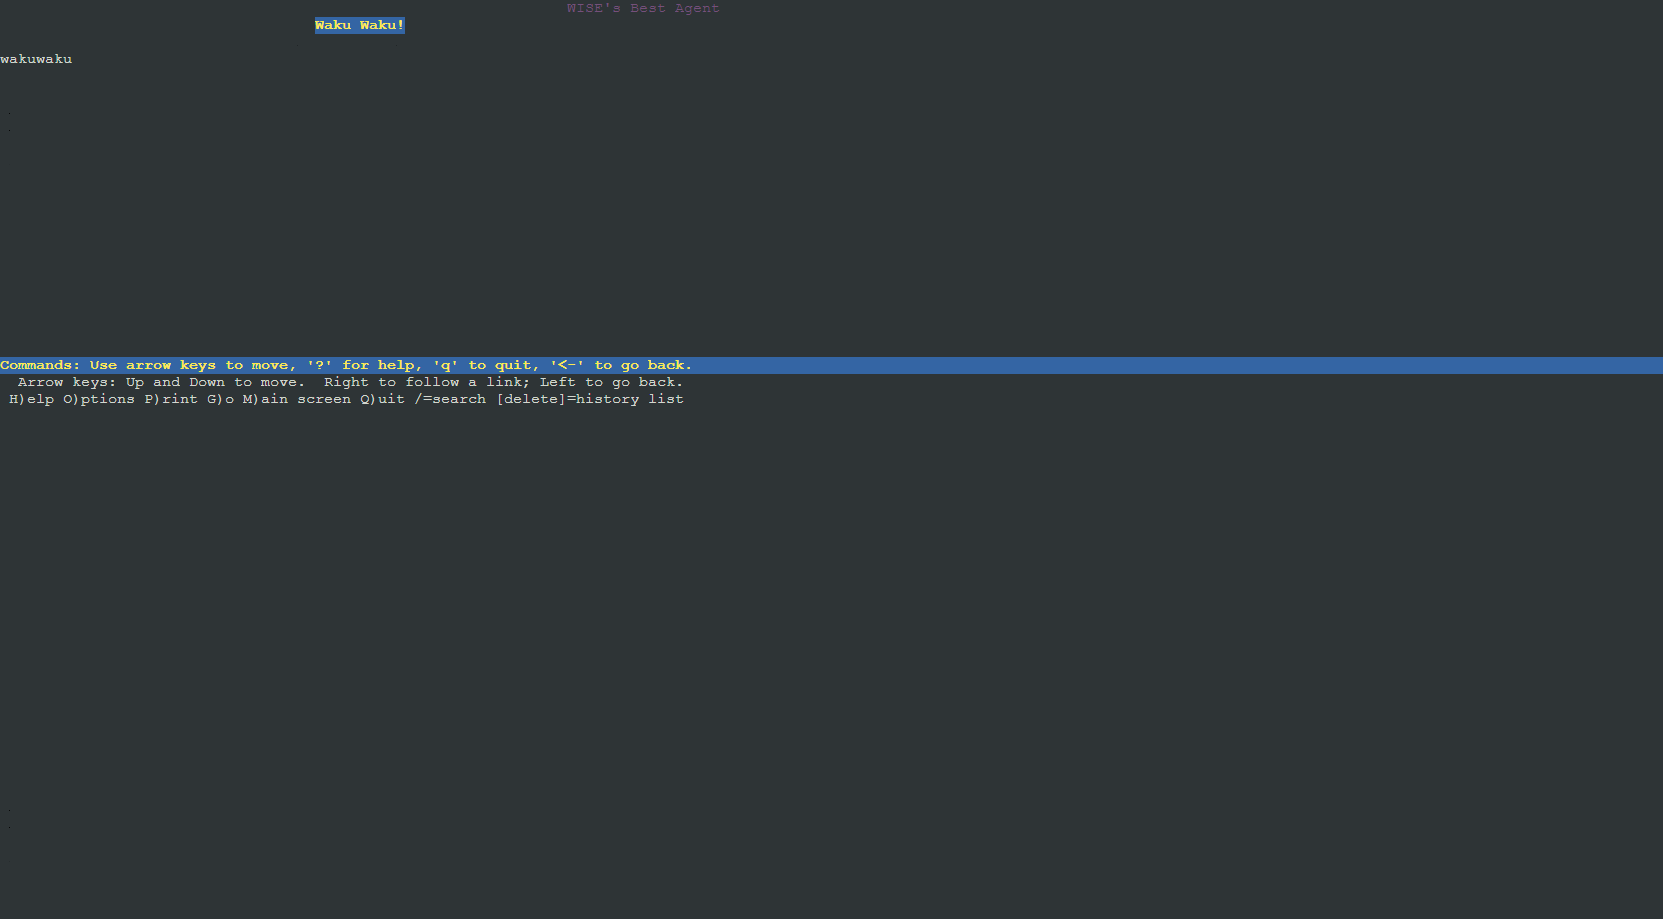 WISE's Best Agent
Waku Waku!
wakuwaku
Commands: Use arrow keys to move, '?' for help, 'q' to quit, '<-' to go back.
Arrow keys: Up and Down to move.  Right to follow a link; Left to go back.
H)elp O)ptions P)rint G)o M)ain screen Q)uit /=search [delete]=history list